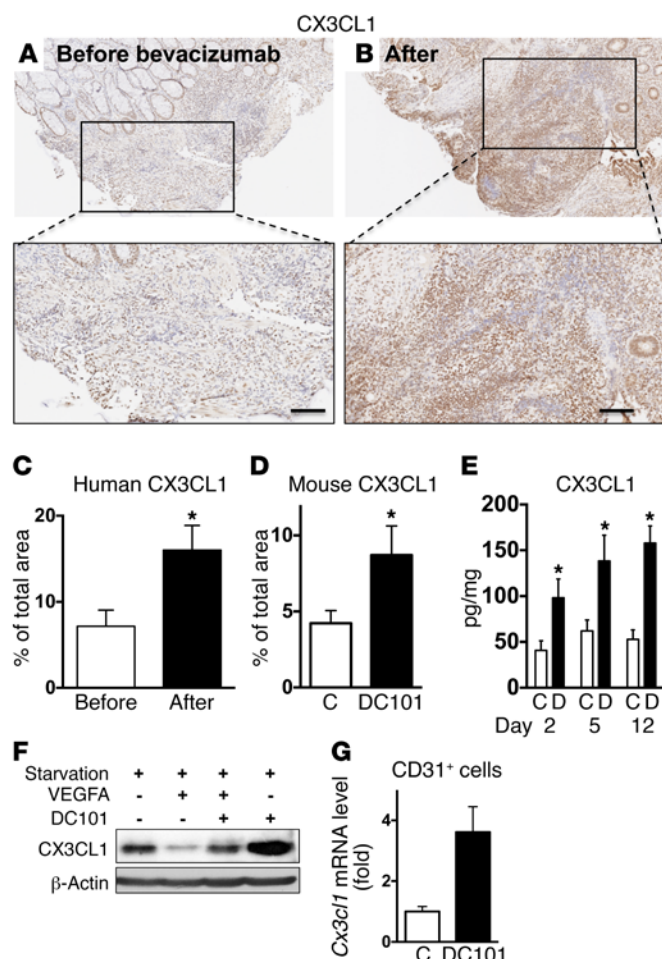 CX3CL1
A Before bevacizumab
B After
C Human CX3CL1
% of total area
20
10
0
*
Before After
D Mouse CX3CL1
% of total area
10
5
0
*
C DC101
E CX3CL1
pg/mg
200
150
100
50
0
* * *
C D C D C D
Day 2 5 12
F
Starvation + + + +
VEGFA - + + -
DC101 - - + +
CX3CL1
β-Actin
G CD31⁺ cells
Cx3cl1 mRNA level
(fold)
4
2
0
C DC101